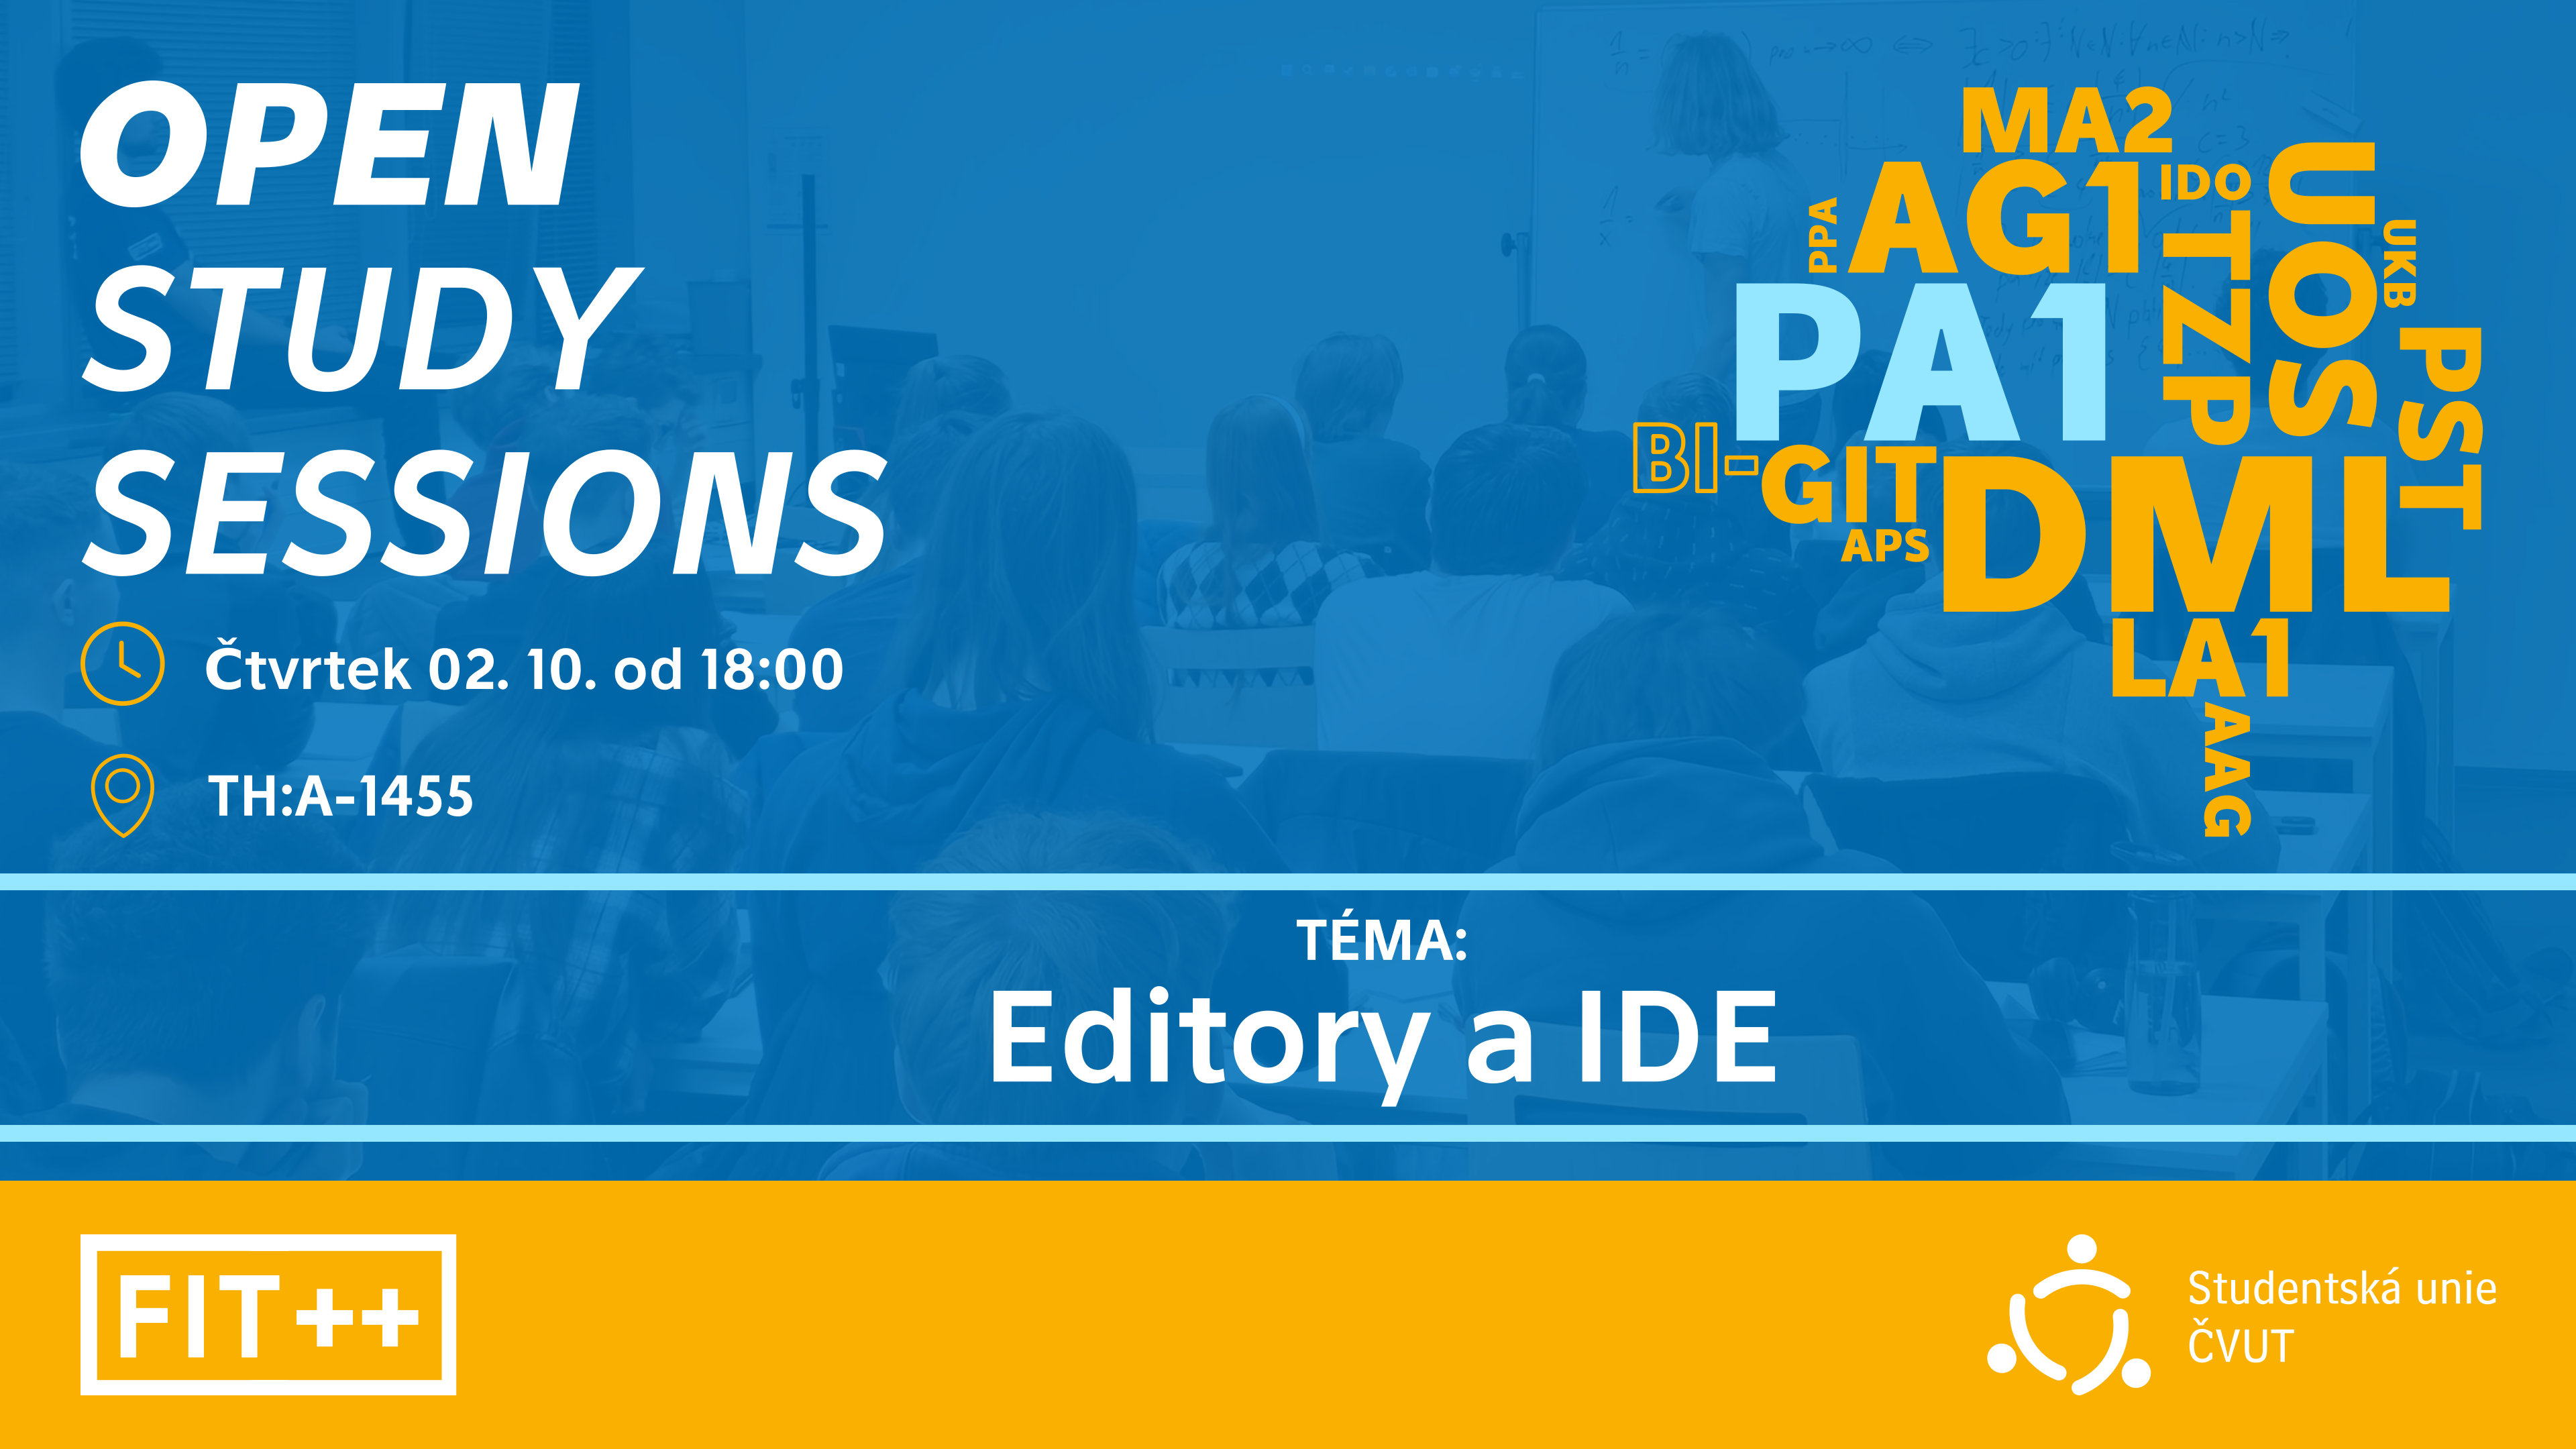 OPEN
STUDY
SESSIONS
Čtvrtek 02. 10. od 18:00
TH:A-1455
MA2
AG1
IDO
PPA
UOS
UKB
TZP
PA1
PST
BI-GIT
APS
DML
LA1
AAG
TÉMA:
Editory a IDE
FIT++
Studentská unie
ČVUT